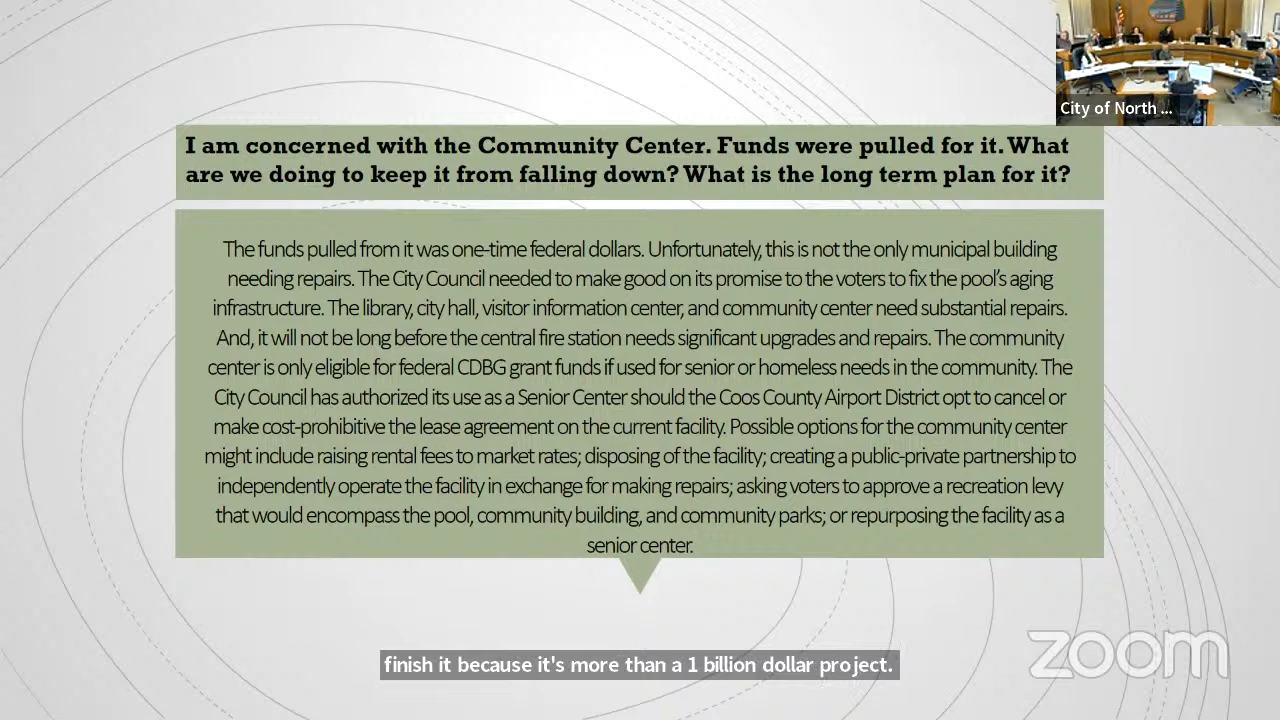 City of North ...
I am concerned with the Community Center. Funds were pulled for it. What
are we doing to keep it from falling down? What is the long term plan for it?
The funds pulled from it was one-time federal dollars. Unfortunately, this is not the only municipal building
needing repairs. The City Council needed to make good on its promise to the voters to fix the pool's aging
infrastructure. The library, city hall, visitor information center, and community center need substantial repairs.
And, it will not be long before the central fire station needs significant upgrades and repairs. The community
center is only eligible for federal CDBG grant funds if used for senior or homeless needs in the community. The
City Council has authorized its use as a Senior Center should the Coos County Airport District opt to cancel or
make cost-prohibitive the lease agreement on the current facility. Possible options for the community center
might include raising rental fees to market rates; disposing of the facility; creating a public-private partnership to
independently operate the facility in exchange for making repairs; asking voters to approve a recreation levy
that would encompass the pool, community building, and community parks; or repurposing the facility as a
senior center.
finish it because it's more than a 1 billion dollar project.
zoom